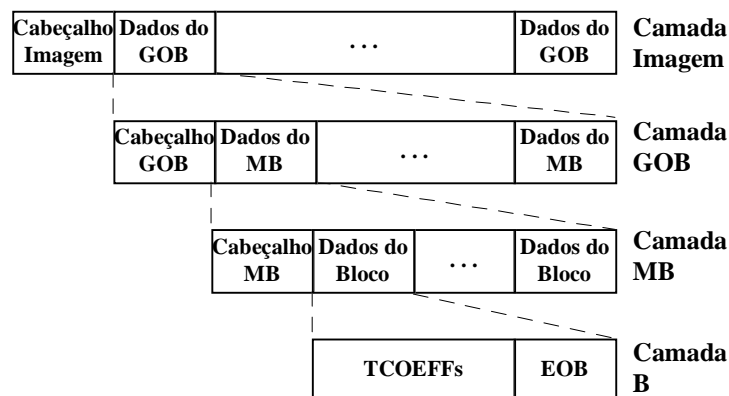 Cabeçalho Dados do Dados do Camada
Imagem GOB ... GOB Imagem
Cabeçalho Dados do Dados do Camada
GOB MB ... MB GOB
Cabeçalho Dados do Dados do Camada
MB Bloco ... Bloco MB
TCOEFFs EOB Camada
B